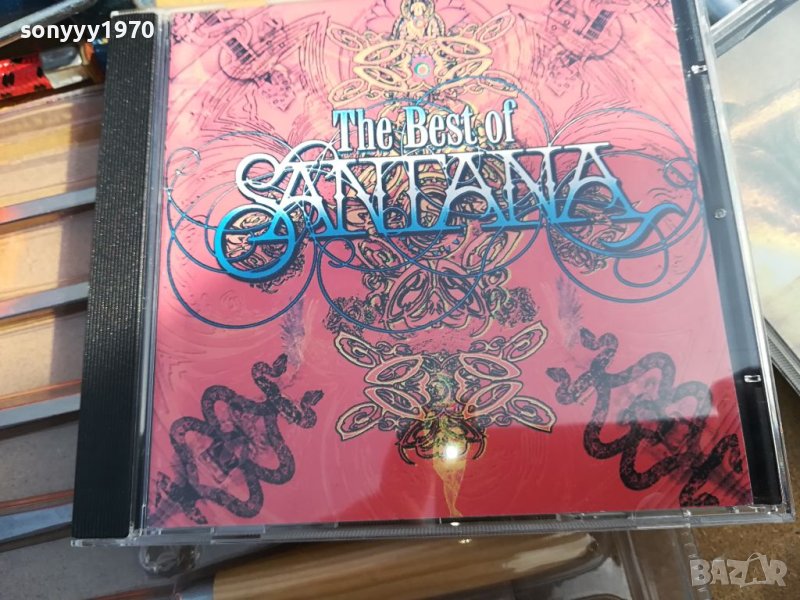 sonyyy1970
The Best of
SANTANA
BAZAR